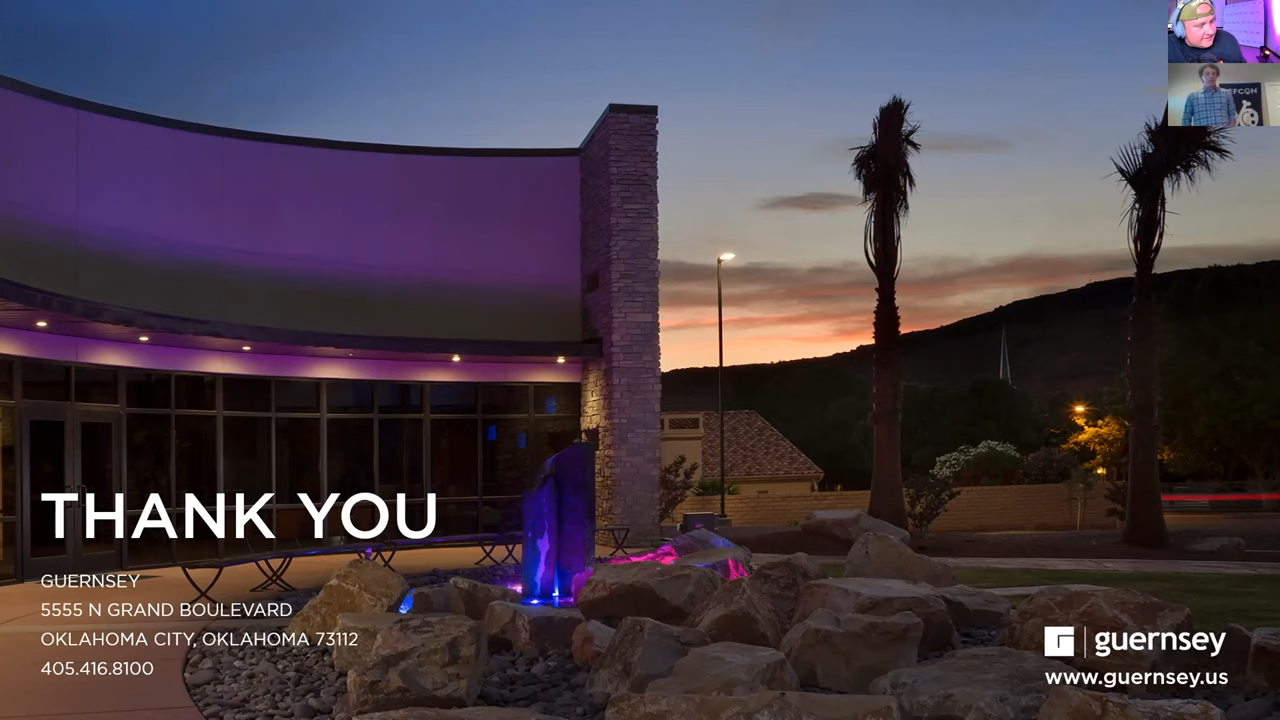 THANK YOU
GUERNSEY
5555 N GRAND BOULEVARD
OKLAHOMA CITY, OKLAHOMA 73112
405.416.8100
guernsey
www.guernsey.us